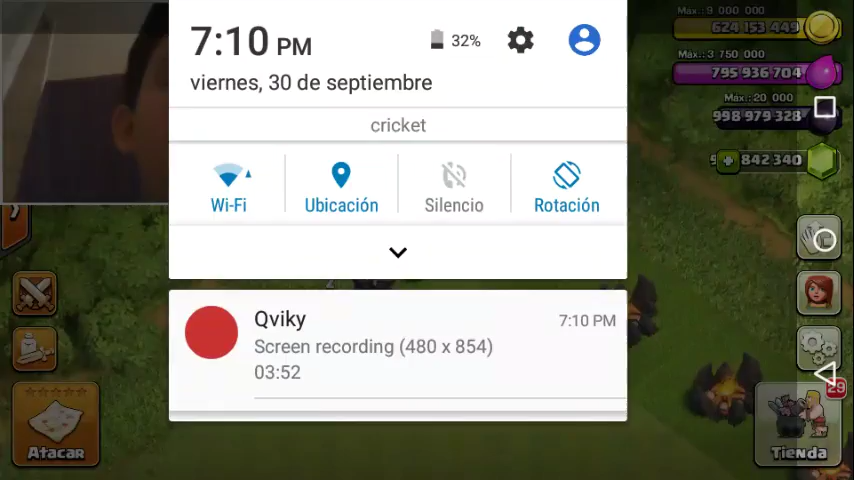 7:10 PM
32%
viernes, 30 de septiembre
cricket
Wi-Fi
Ubicación
Silencio
Rotación
Qviky
7:10 PM
Screen recording (480 x 854)
03:52
Máx.: 9 000 000
624 153 449
Máx.: 3 750 000
795 936 704
Máx.: 20 000
998 979 328
842 340
29
Atacar
Tienda